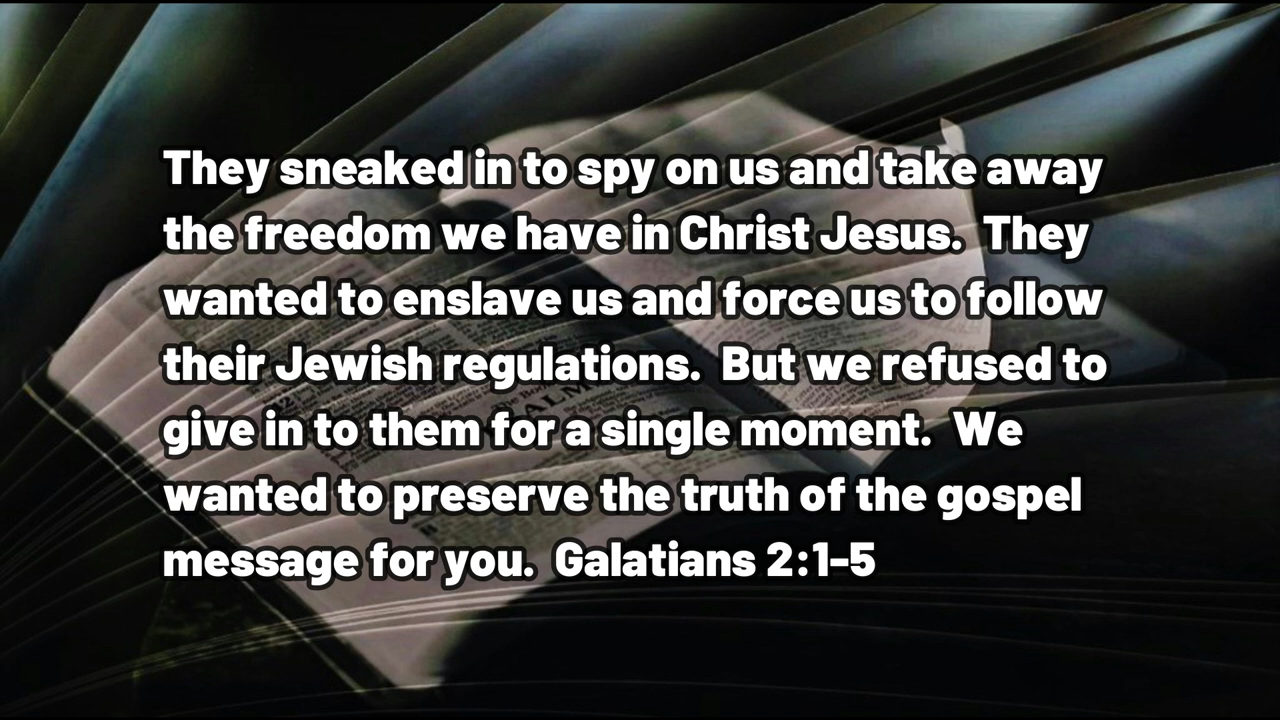 They sneaked in to spy on us and take away
the freedom we have in Christ Jesus.  They
wanted to enslave us and force us to follow
their Jewish regulations.  But we refused to
give in to them for a single moment.  We
wanted to preserve the truth of the gospel
message for you.  Galatians 2:1-5